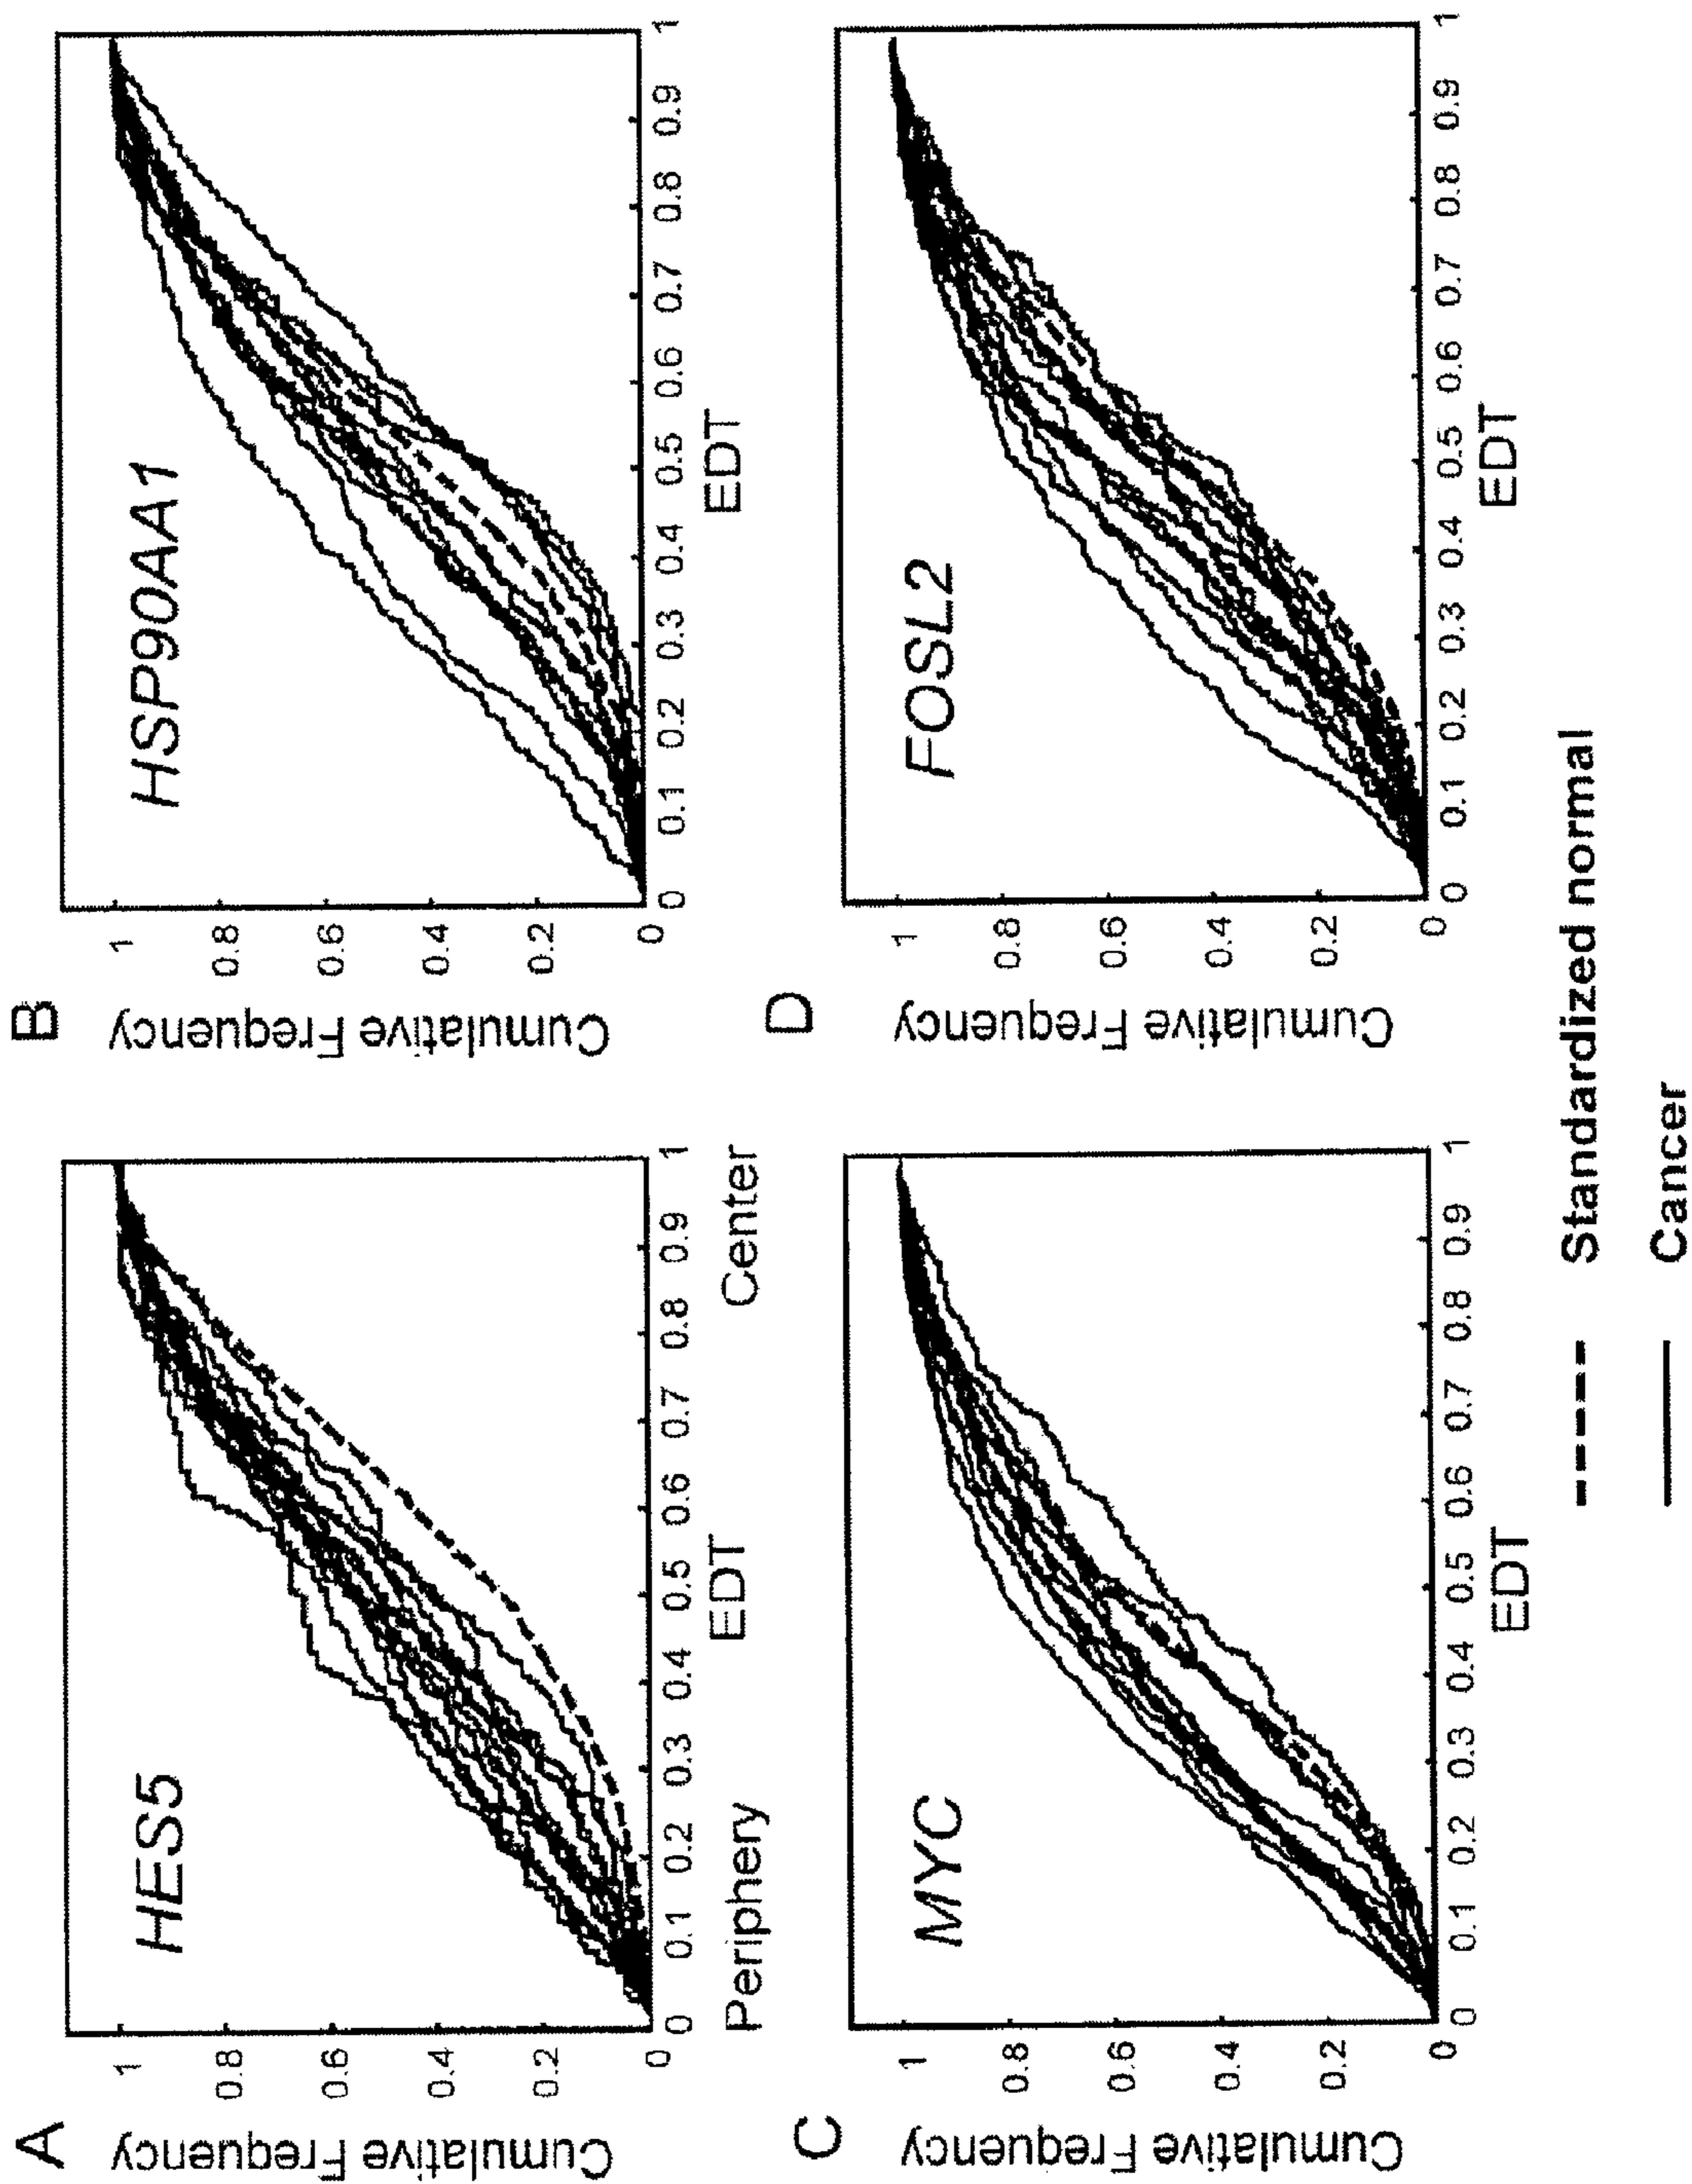 A
Cumulative Frequency
1
0.8
0.6
0.4
0.2
0
HES5
0 0.1 0.2 0.3 0.4 0.5 0.6 0.7 0.8 0.9 1
Periphery EDT Center
B
Cumulative Frequency
1
0.8
0.6
0.4
0.2
0
HSP90AA1
0 0.1 0.2 0.3 0.4 0.5 0.6 0.7 0.8 0.9 1
EDT
C
Cumulative Frequency
1
0.8
0.6
0.4
0.2
0
MYC
0 0.1 0.2 0.3 0.4 0.5 0.6 0.7 0.8 0.9 1
EDT
D
Cumulative Frequency
1
0.8
0.6
0.4
0.2
0
FOSL2
0 0.1 0.2 0.3 0.4 0.5 0.6 0.7 0.8 0.9 1
EDT
Standardized normal
Cancer